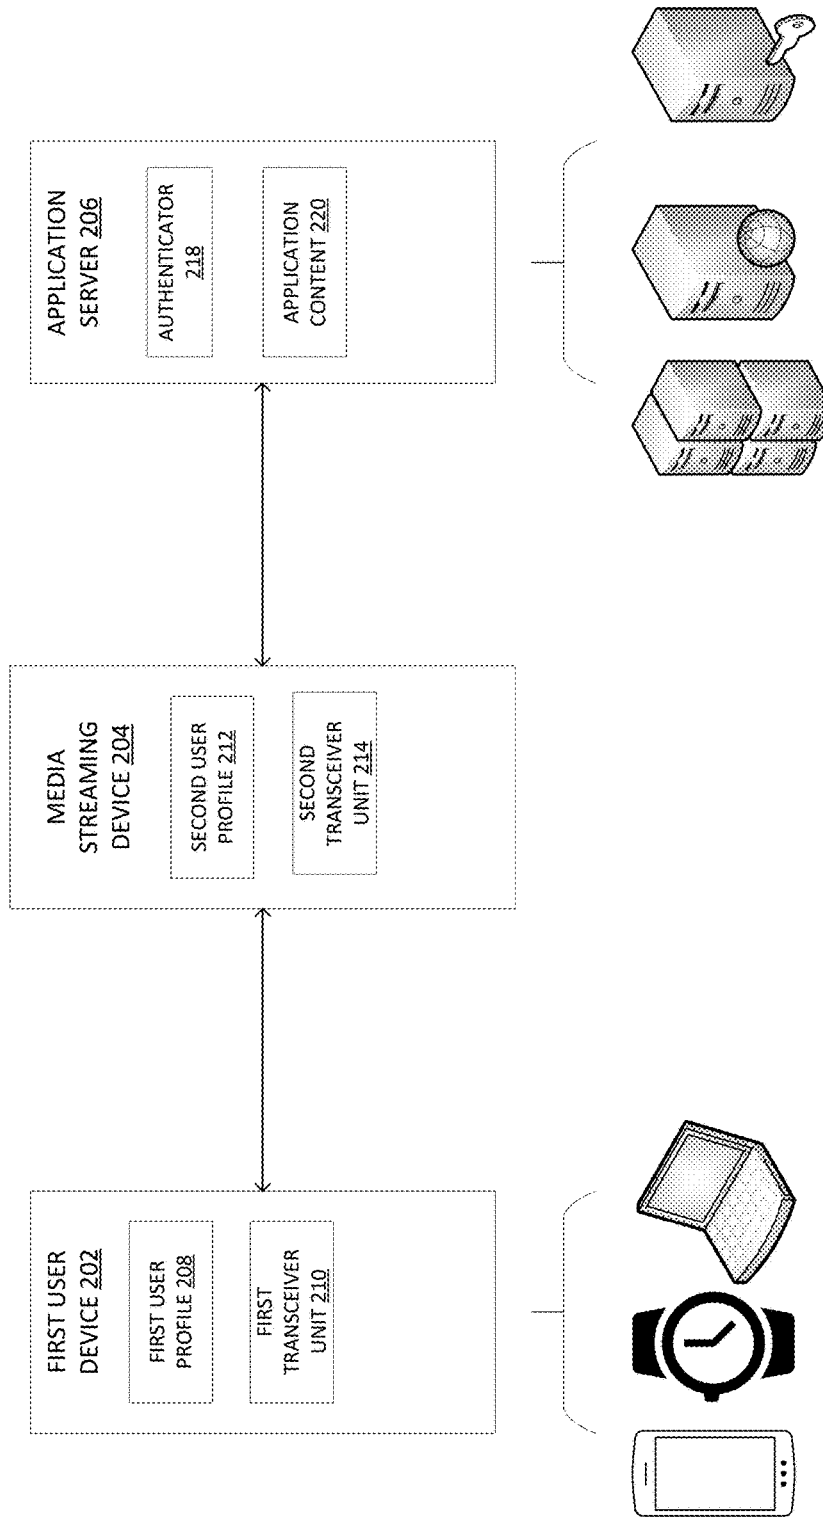 FIRST USER
DEVICE 202
FIRST USER
PROFILE 208
FIRST
TRANSCEIVER
UNIT 210
MEDIA
STREAMING
DEVICE 204
SECOND USER
PROFILE 212
SECOND
TRANSCEIVER
UNIT 214
APPLICATION
SERVER 206
AUTHENTICATOR
218
APPLICATION
CONTENT 220